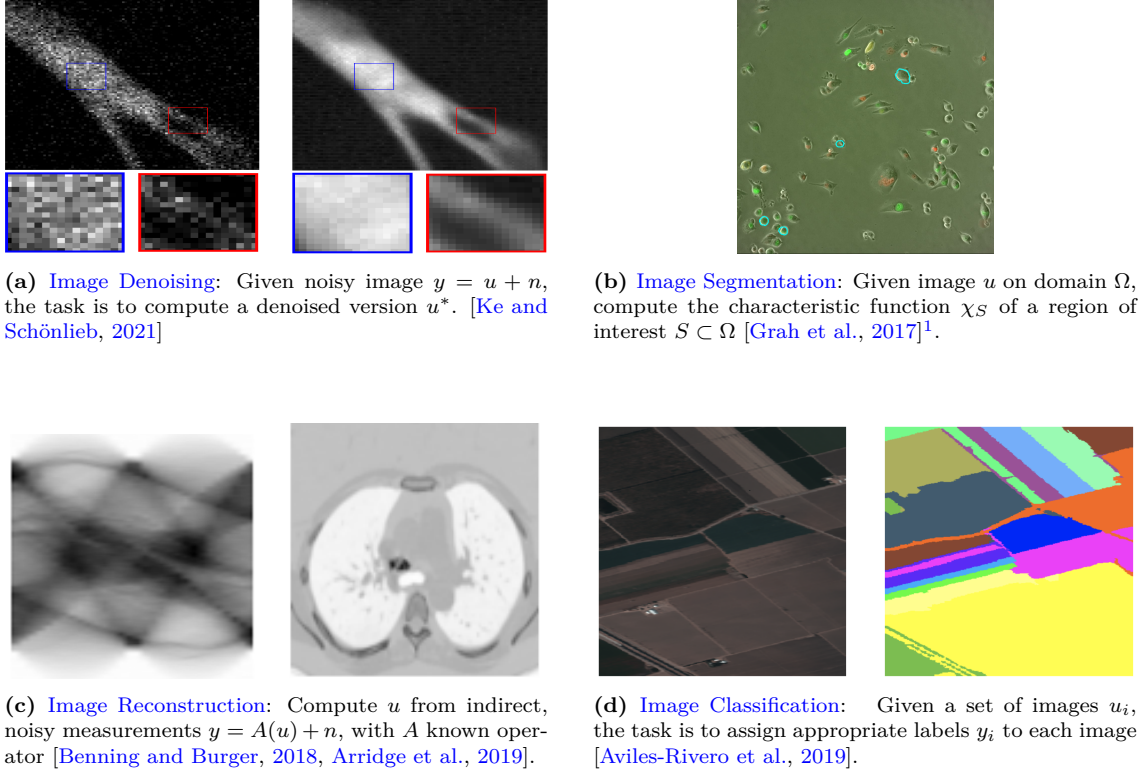 (a) Image Denoising: Given noisy image y = u + n,
the task is to compute a denoised version u*. [Ke and
Schönlieb, 2021]
(b) Image Segmentation: Given image u on domain Ω,
compute the characteristic function χS of a region of
interest S ⊂ Ω [Grah et al., 2017]1.
(c) Image Reconstruction: Compute u from indirect,
noisy measurements y = A(u) + n, with A known oper-
ator [Benning and Burger, 2018, Arridge et al., 2019].
(d) Image Classification: Given a set of images ui,
the task is to assign appropriate labels yi to each image
[Aviles-Rivero et al., 2019].